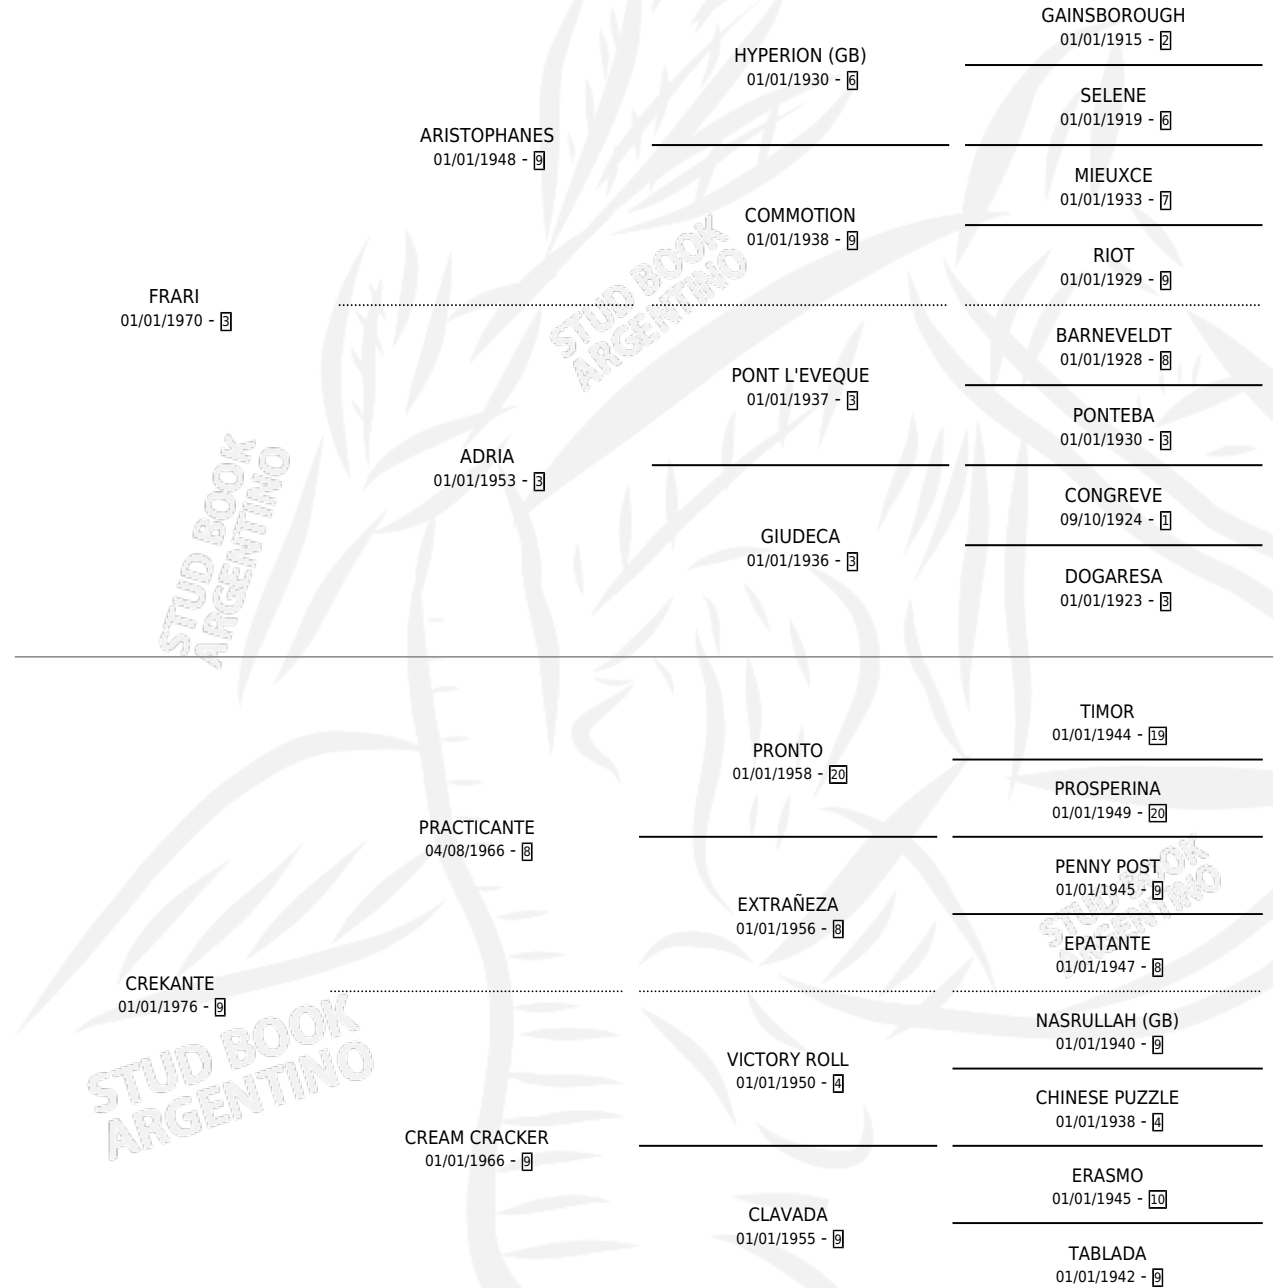 GAINSBOROUGH
01/01/1915 - 2
HYPERION (GB)
01/01/1930 - 6
SELENE
01/01/1919 - 6
ARISTOPHANES
01/01/1948 - 9
MIEUXCE
01/01/1933 - 7
COMMOTION
01/01/1938 - 9
RIOT
01/01/1929 - 9
STUD BOOK
ARGENTINO
FRARI
01/01/1970 - 3
BARNEVELDT
01/01/1928 - 8
PONT L'EVEQUE
01/01/1937 - 3
PONTEBA
01/01/1930 - 3
ADRIA
01/01/1953 - 3
CONGREVE
09/10/1924 - 1
GIUDECA
01/01/1936 - 3
DOGARESA
01/01/1923 - 3
STUD BOOK
ARGENTINO
TIMOR
01/01/1944 - 19
PRONTO
01/01/1958 - 20
PROSPERINA
01/01/1949 - 20
PRACTICANTE
04/08/1966 - 8
PENNY POST
01/01/1945 - 9
EXTRAÑEZA
01/01/1956 - 8
EPATANTE
01/01/1947 - 8
STUD BOOK
ARGENTINO
CREKANTE
01/01/1976 - 9
NASRULLAH (GB)
01/01/1940 - 9
VICTORY ROLL
01/01/1950 - 4
CHINESE PUZZLE
01/01/1938 - 4
STUD BOOK
ARGENTINO
CREAM CRACKER
01/01/1966 - 9
ERASMO
01/01/1945 - 10
CLAVADA
01/01/1955 - 9
TABLADA
01/01/1942 - 9